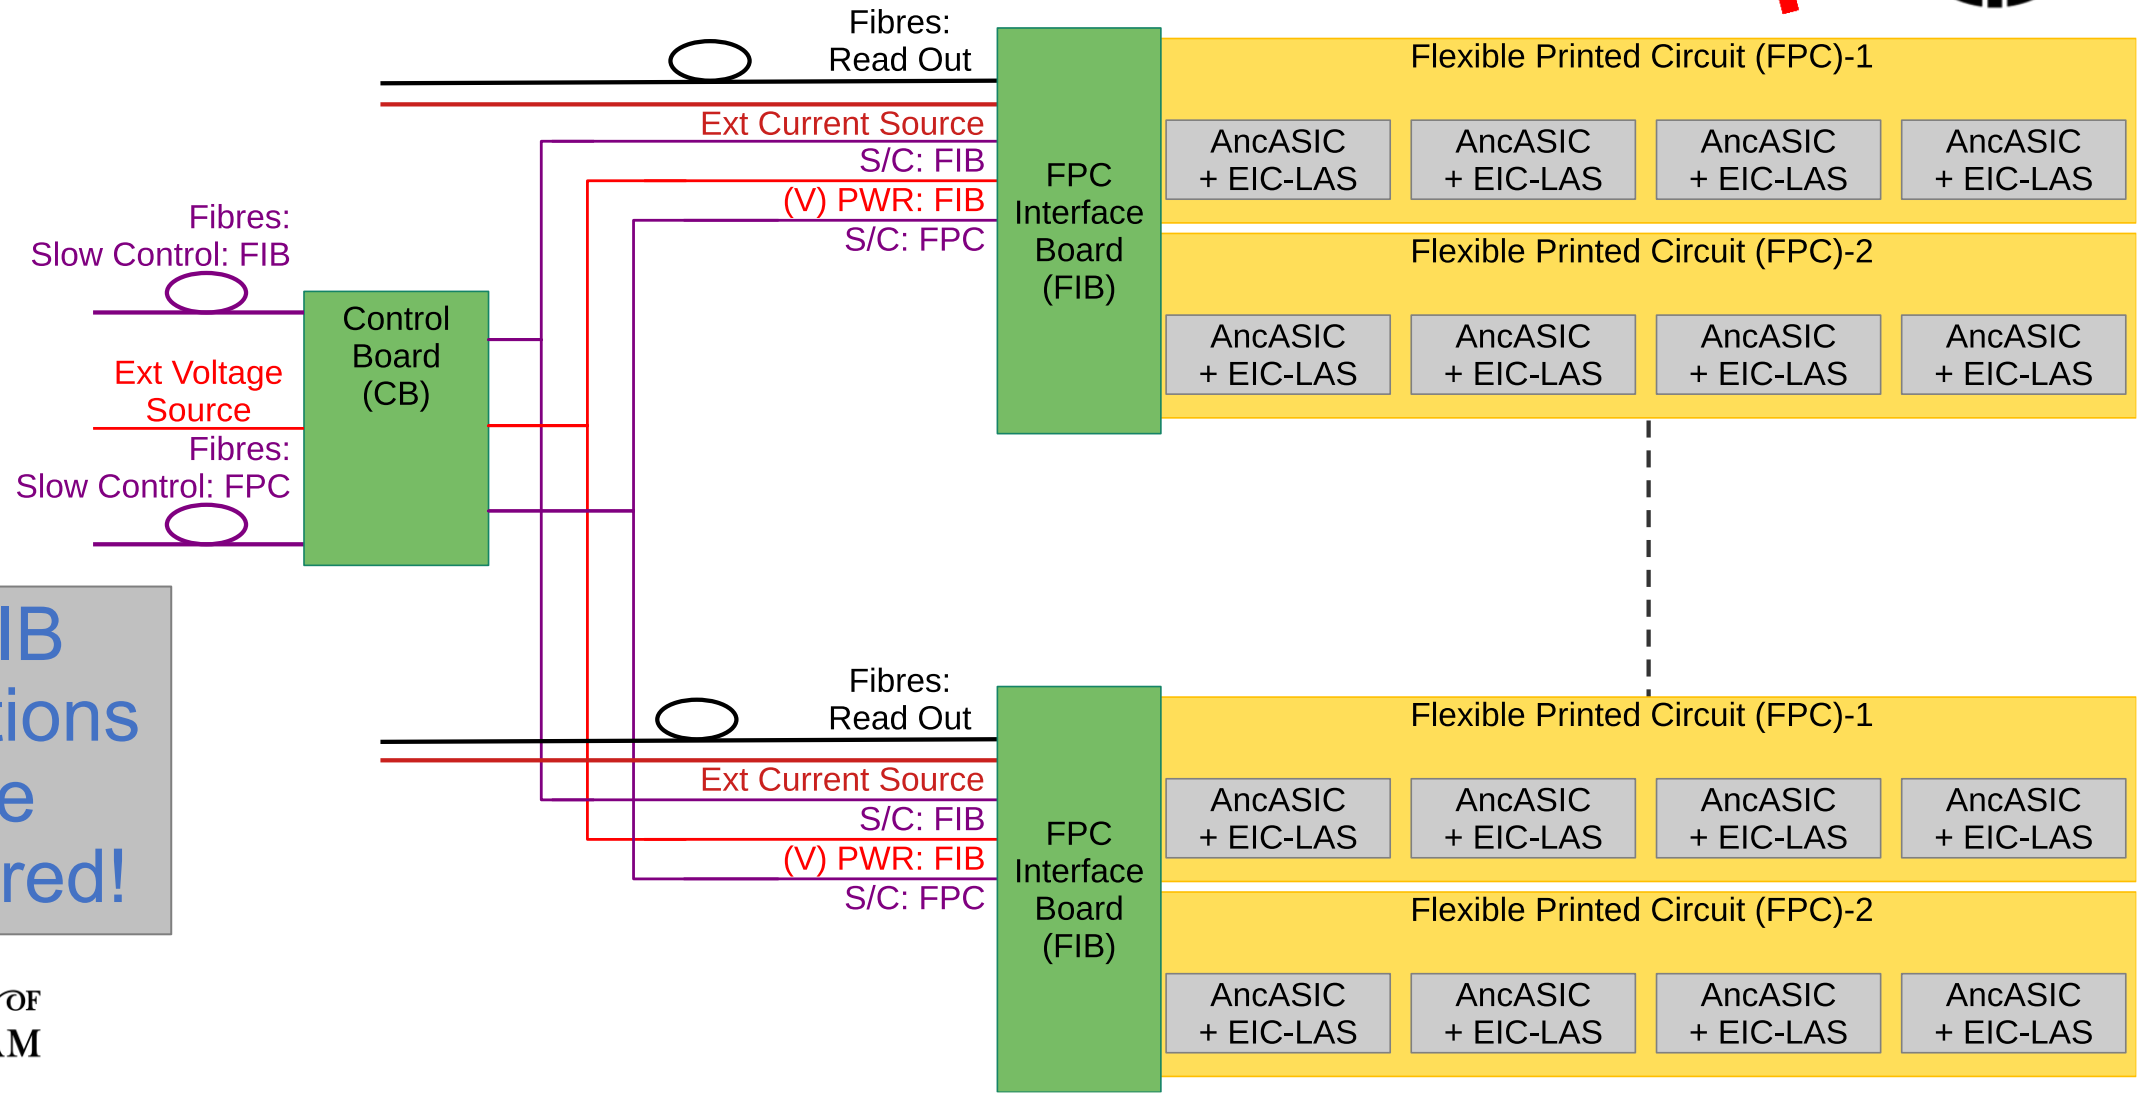 Fibres:
Read Out
Ext Current Source
S/C: FIB
(V) PWR: FIB
S/C: FPC
FPC
Interface
Board
(FIB)
Flexible Printed Circuit (FPC)-1
AncASIC
+ EIC-LAS
AncASIC
+ EIC-LAS
AncASIC
+ EIC-LAS
AncASIC
+ EIC-LAS
Flexible Printed Circuit (FPC)-2
AncASIC
+ EIC-LAS
AncASIC
+ EIC-LAS
AncASIC
+ EIC-LAS
AncASIC
+ EIC-LAS
Fibres:
Slow Control: FIB
Ext Voltage
Source
Fibres:
Slow Control: FPC
Control
Board
(CB)
Fibres:
Read Out
Ext Current Source
S/C: FIB
(V) PWR: FIB
S/C: FPC
FPC
Interface
Board
(FIB)
Flexible Printed Circuit (FPC)-1
AncASIC
+ EIC-LAS
AncASIC
+ EIC-LAS
AncASIC
+ EIC-LAS
AncASIC
+ EIC-LAS
Flexible Printed Circuit (FPC)-2
AncASIC
+ EIC-LAS
AncASIC
+ EIC-LAS
AncASIC
+ EIC-LAS
AncASIC
+ EIC-LAS
OF